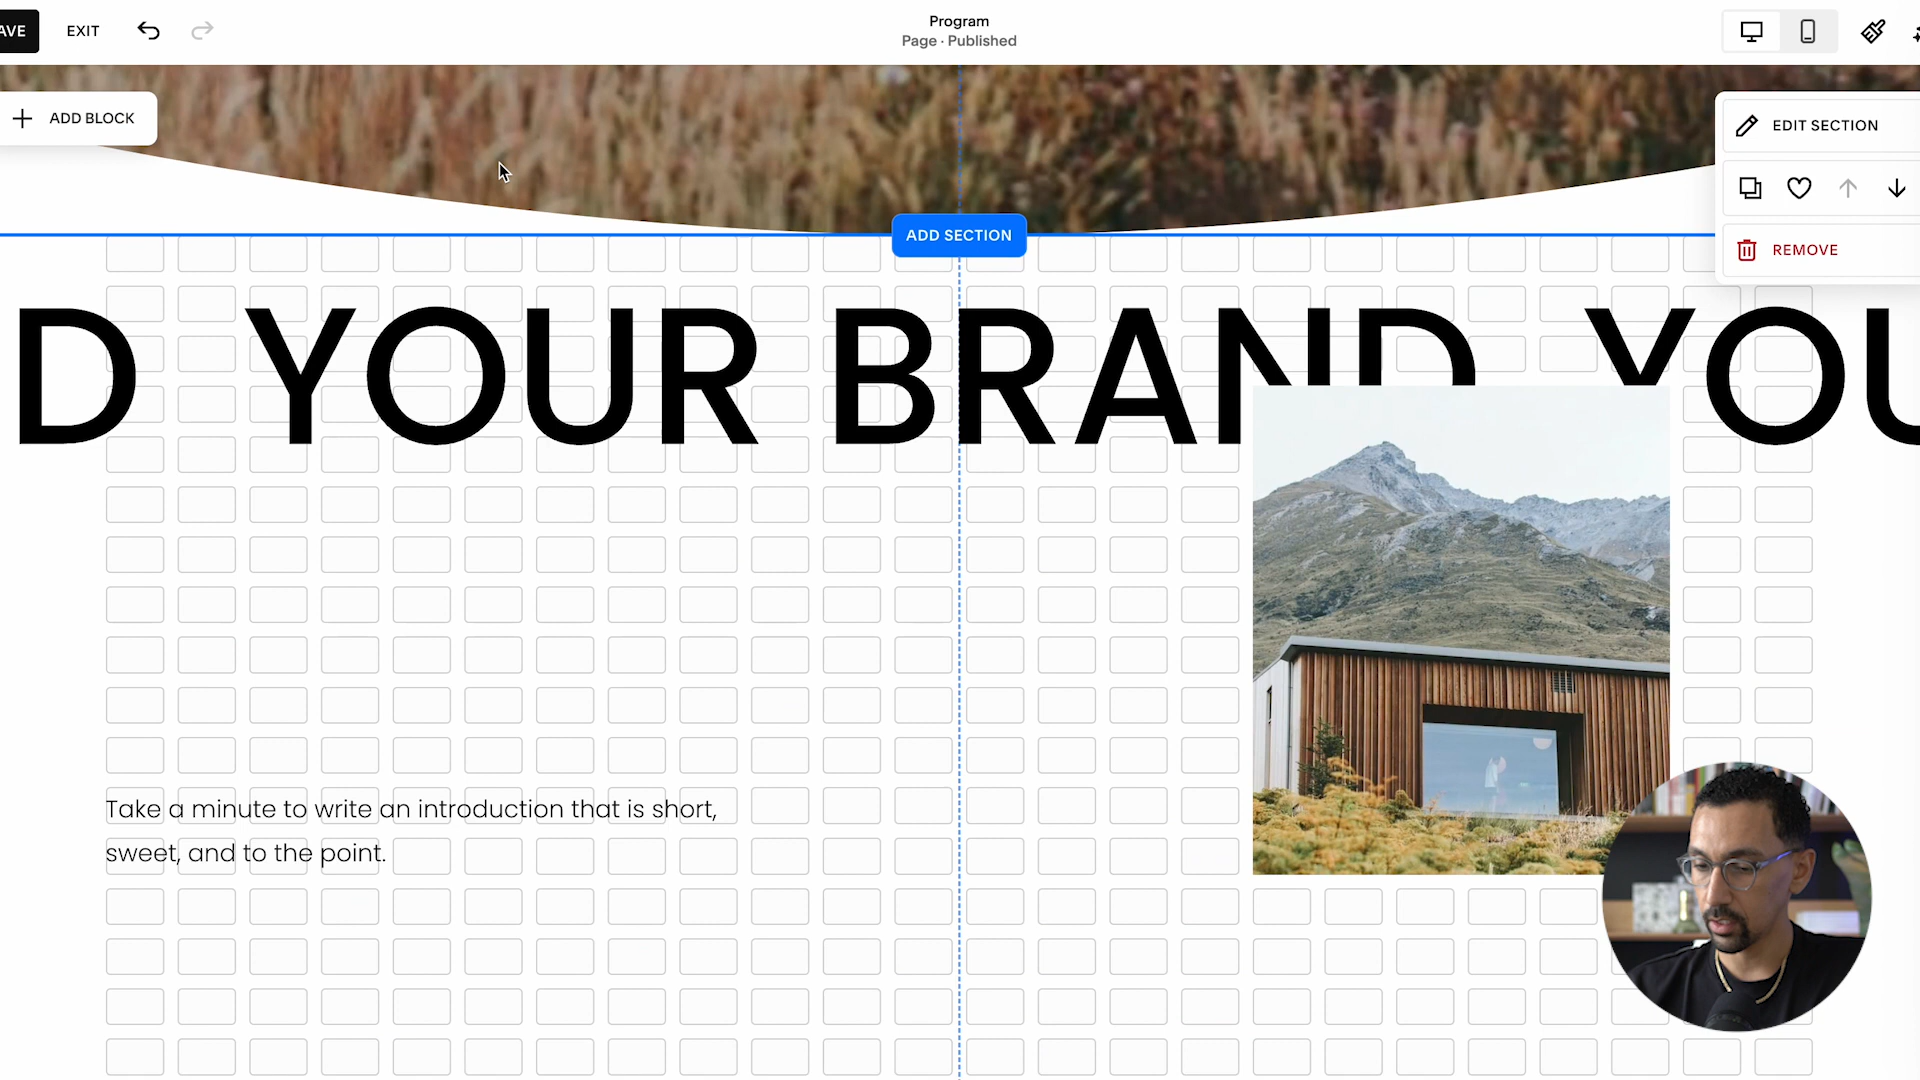 AVE
EXIT
Program
Page · Published
ADD BLOCK
EDIT SECTION
ADD SECTION
REMOVE
D YOUR BRAND YOU
Take a minute to write an introduction that is short,
sweet, and to the point.